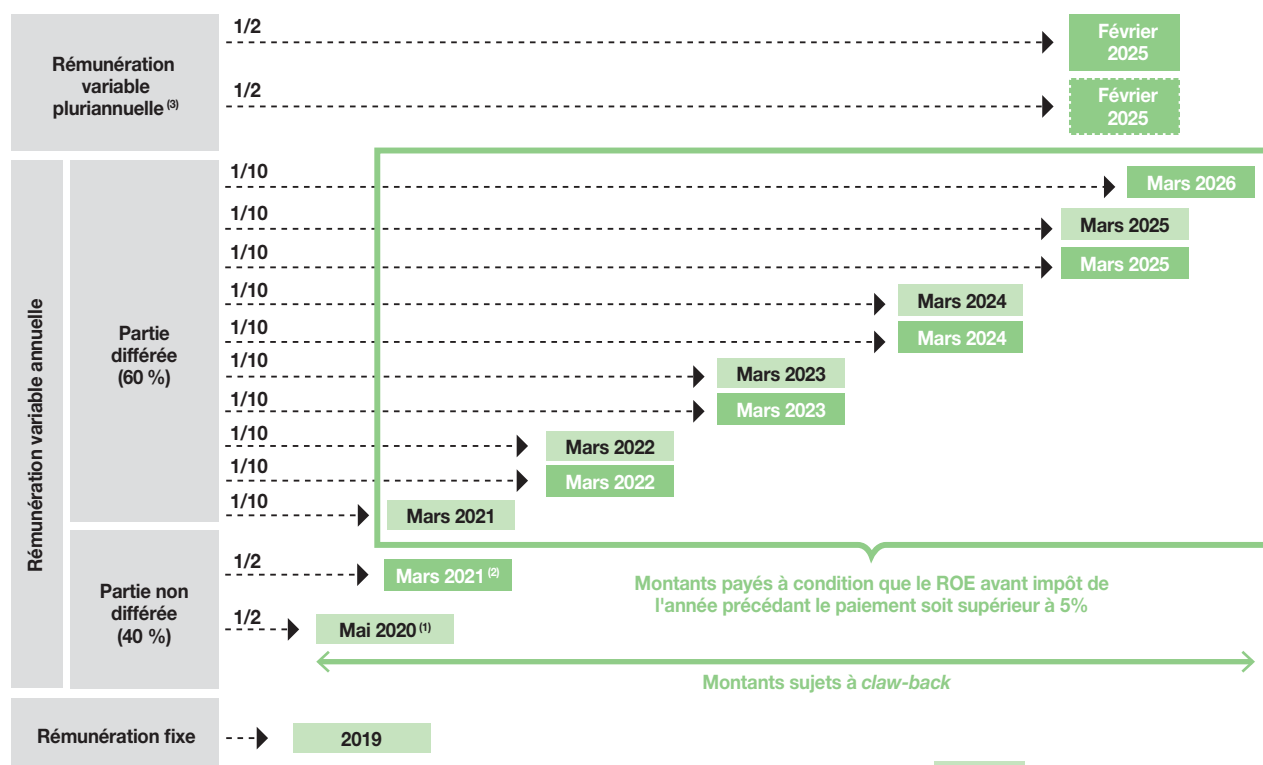 Rémunération
variable
pluriannuelle (3)
1/2
Février
2025
1/2
Février
2025
Rémunération variable annuelle
Partie
différée
(60 %)
1/10
Mars 2026
1/10
Mars 2025
1/10
Mars 2025
1/10
Mars 2024
1/10
Mars 2024
1/10
Mars 2023
1/10
Mars 2023
1/10
Mars 2022
1/10
Mars 2022
1/10
Mars 2021
Partie non
différée
(40 %)
1/2
Mars 2021 (2)
1/2
Mai 2020 (1)
Montants payés à condition que le ROE avant impôt de
l'année précédant le paiement soit supérieur à 5%
Montants sujets à claw-back
Rémunération fixe
2019